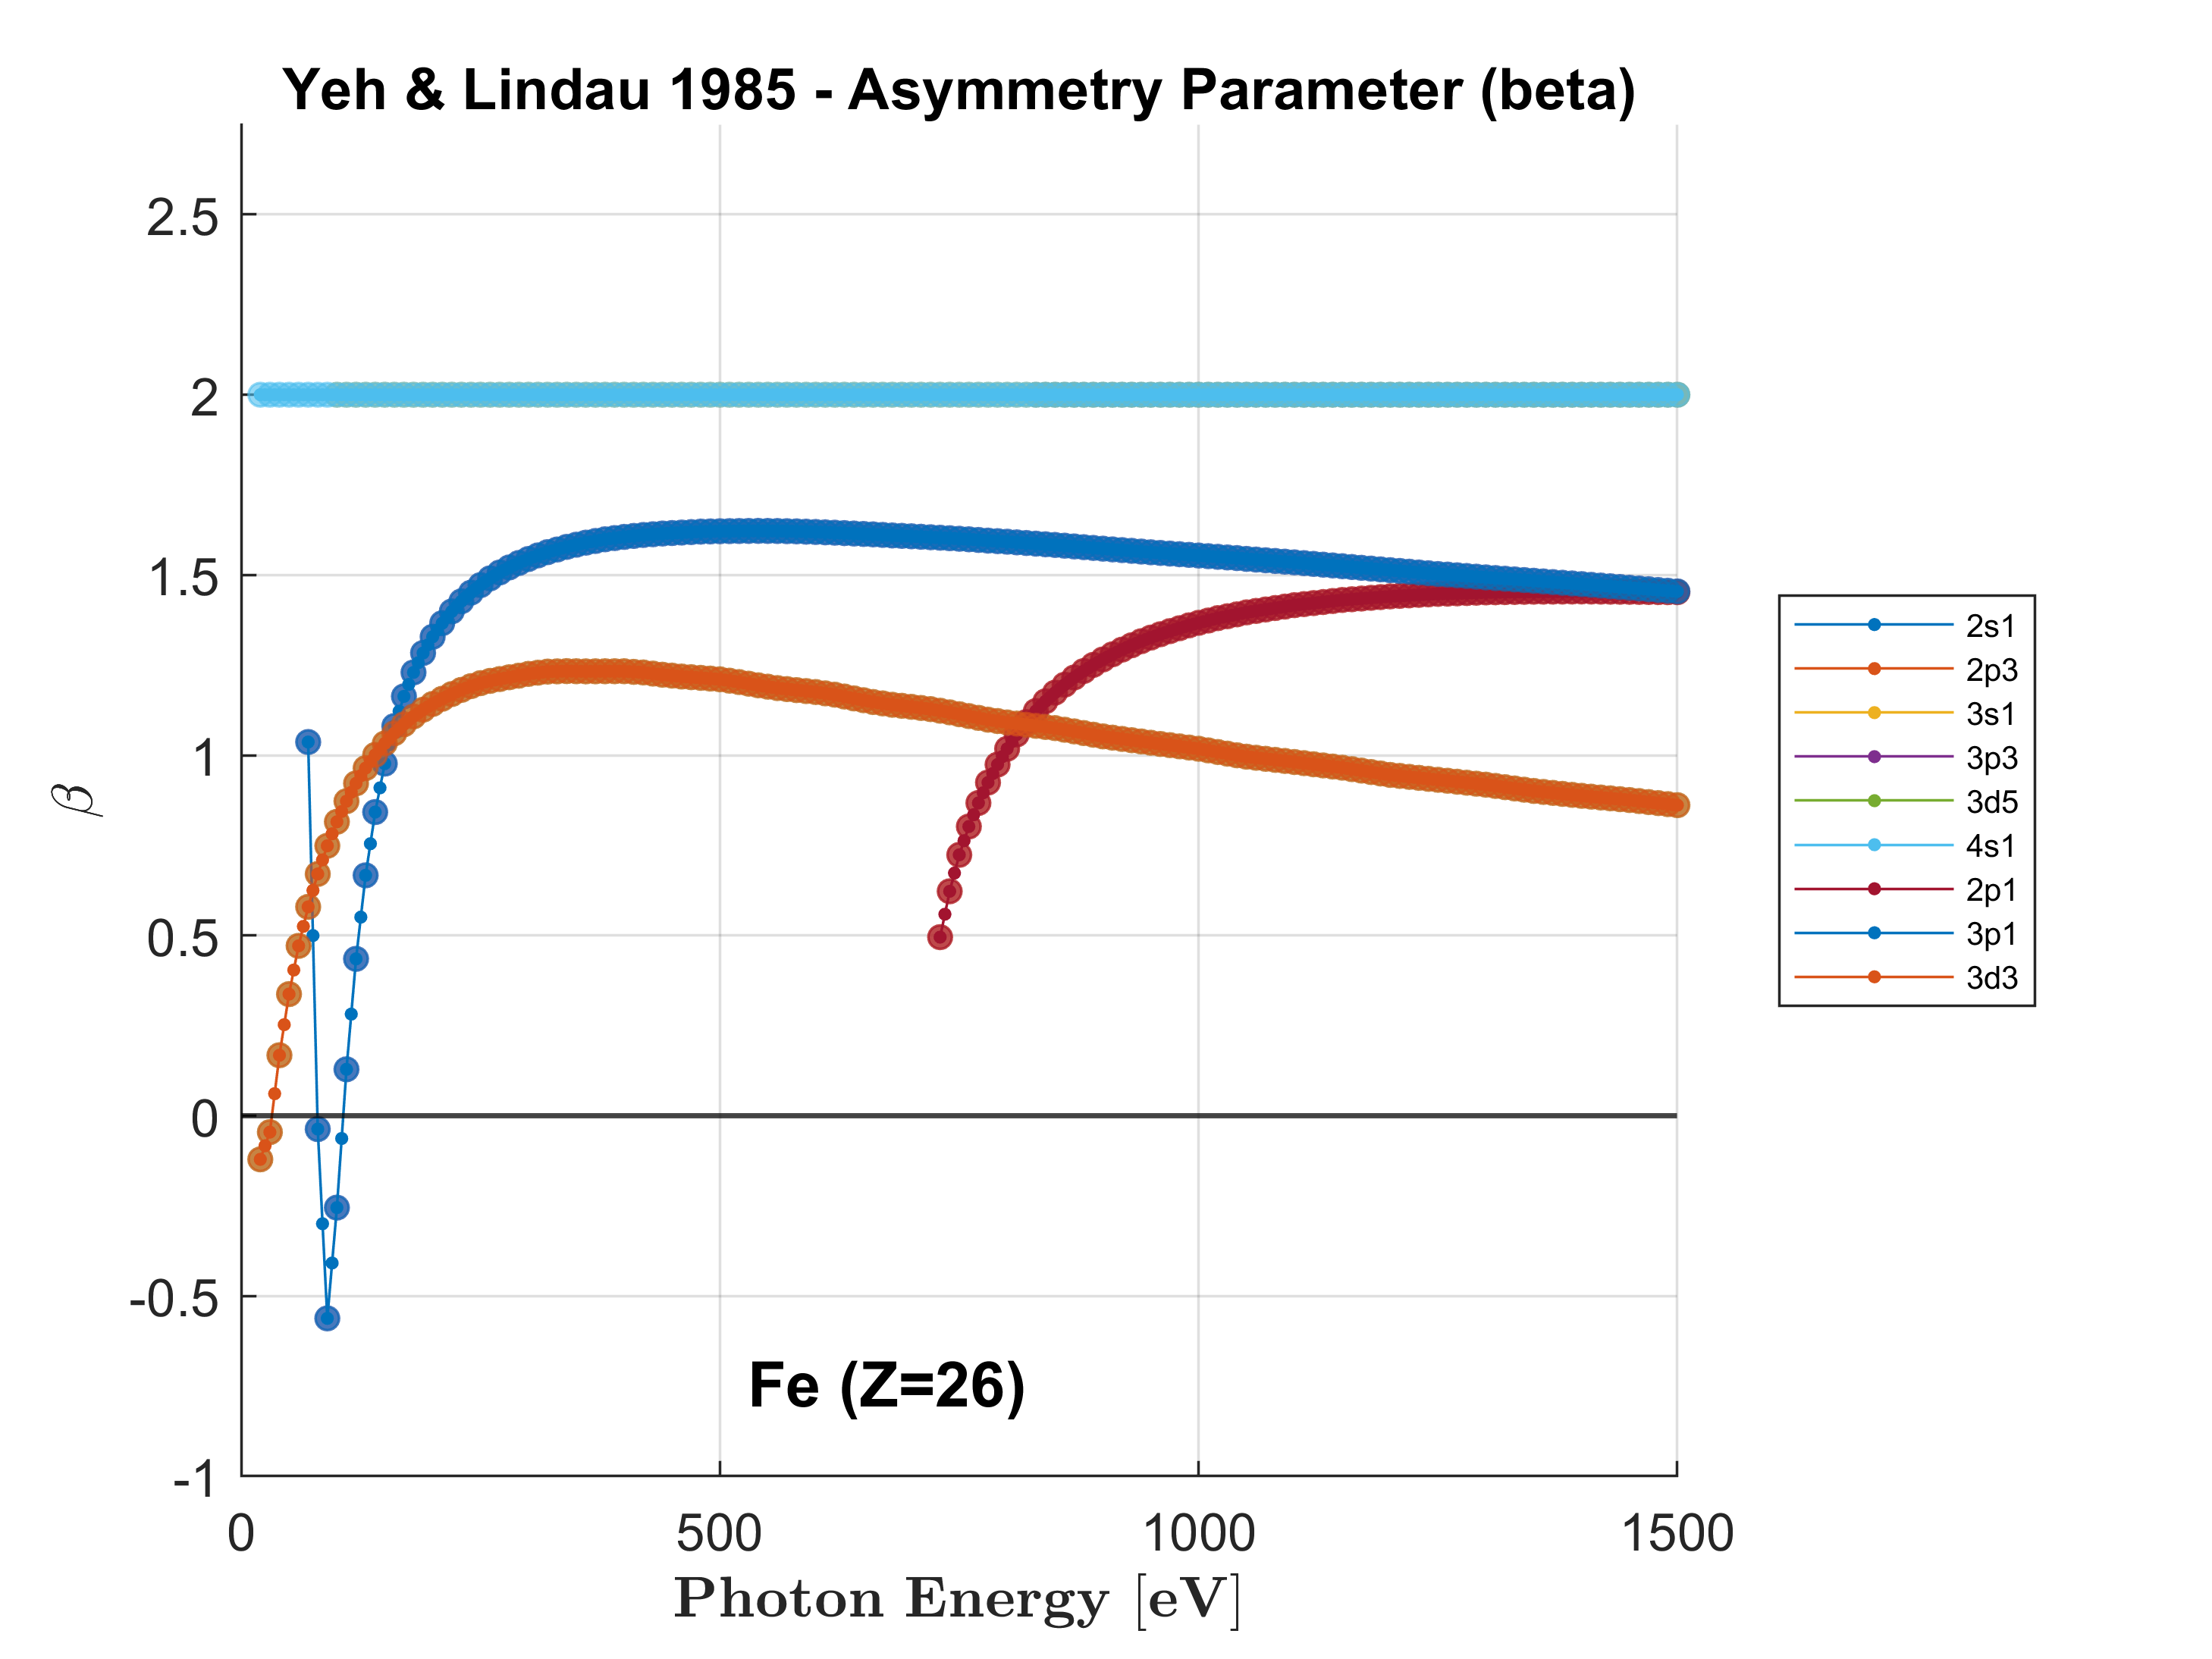 Yeh & Lindau 1985 - Asymmetry Parameter (beta)
2.5
2
1.5
1
0.5
0
-0.5
-1
β
0 500 1000 1500
Photon Energy [eV]
Fe (Z=26)
2s1
2p3
3s1
3p3
3d5
4s1
2p1
3p1
3d3